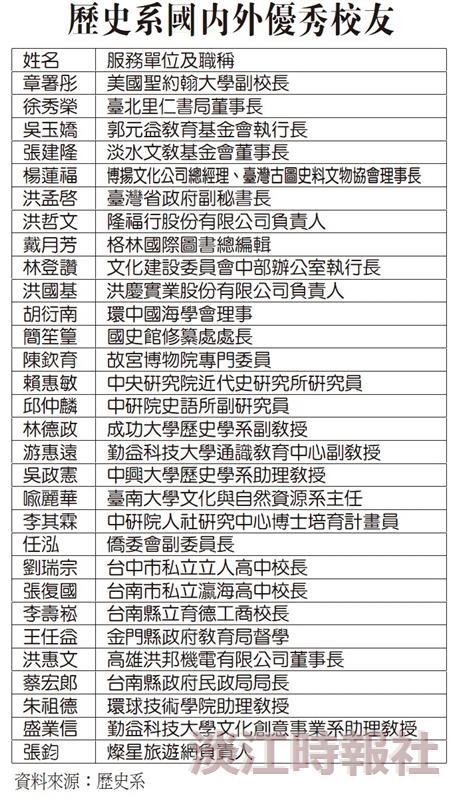 歷史系國內外優秀校友
姓名 服務單位及職稱
章署彤 美國聖約翰大學副校長
徐秀榮 臺北里仁書局董事長
吳玉嬌 郭元益教育基金會執行長
張建隆 淡水文教基金會董事長
楊蓮福 博揚文化公司總經理、臺灣古圖史料文物協會理事長
洪孟啓 臺灣省政府副秘書長
洪哲文 隆福行股份有限公司負責人
戴月芳 格林國際圖書總編輯
林登讚 文化建設委員會中部辦公室執行長
洪國基 洪慶實業股份有限公司負責人
胡衍南 環中國海學會理事
簡笙簧 國史館修纂處處長
陳欽育 故宮博物院專門委員
賴惠敏 中央研究院近代史研究所研究員
邱仲麟 中研院史語所副研究員
林德政 成功大學歷史學系副教授
游惠遠 勤益科技大學通識教育中心副教授
吳政憲 中興大學歷史學系助理教授
喩麗華 臺南大學文化與自然資源系主任
李其霖 中研院人社研究中心博士培育計畫員
任泓 僑委會副委員長
劉瑞宗 台中市私立立人高中校長
張復國 台南市私立瀛海高中校長
李壽崧 台南縣立育德工商校長
王任益 金門縣政府教育局督學
洪惠文 高雄洪邦機電有限公司董事長
蔡宏郎 台南縣政府民政局局長
朱祖德 環球技術學院助理教授
盛業信 勤益科技大學文化創意事業系助理教授
張鈞 燦星旅遊網負責人
淡江時報社
資料來源：歷史系